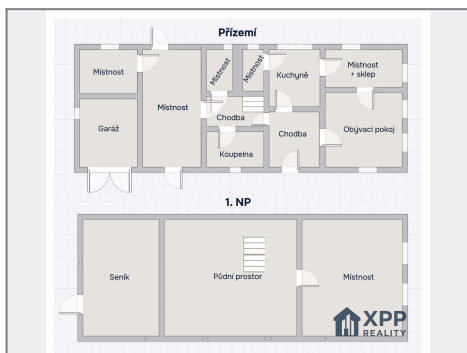 Přízemí
Místnost
Místnost
Místnost
Místnost
Kuchyně
Místnost
+ sklep
Garáž
Chodba
Chodba
Obývací pokoj
Koupelna
1. NP
Seník
Půdní prostor
Místnost
XPP
REALITY